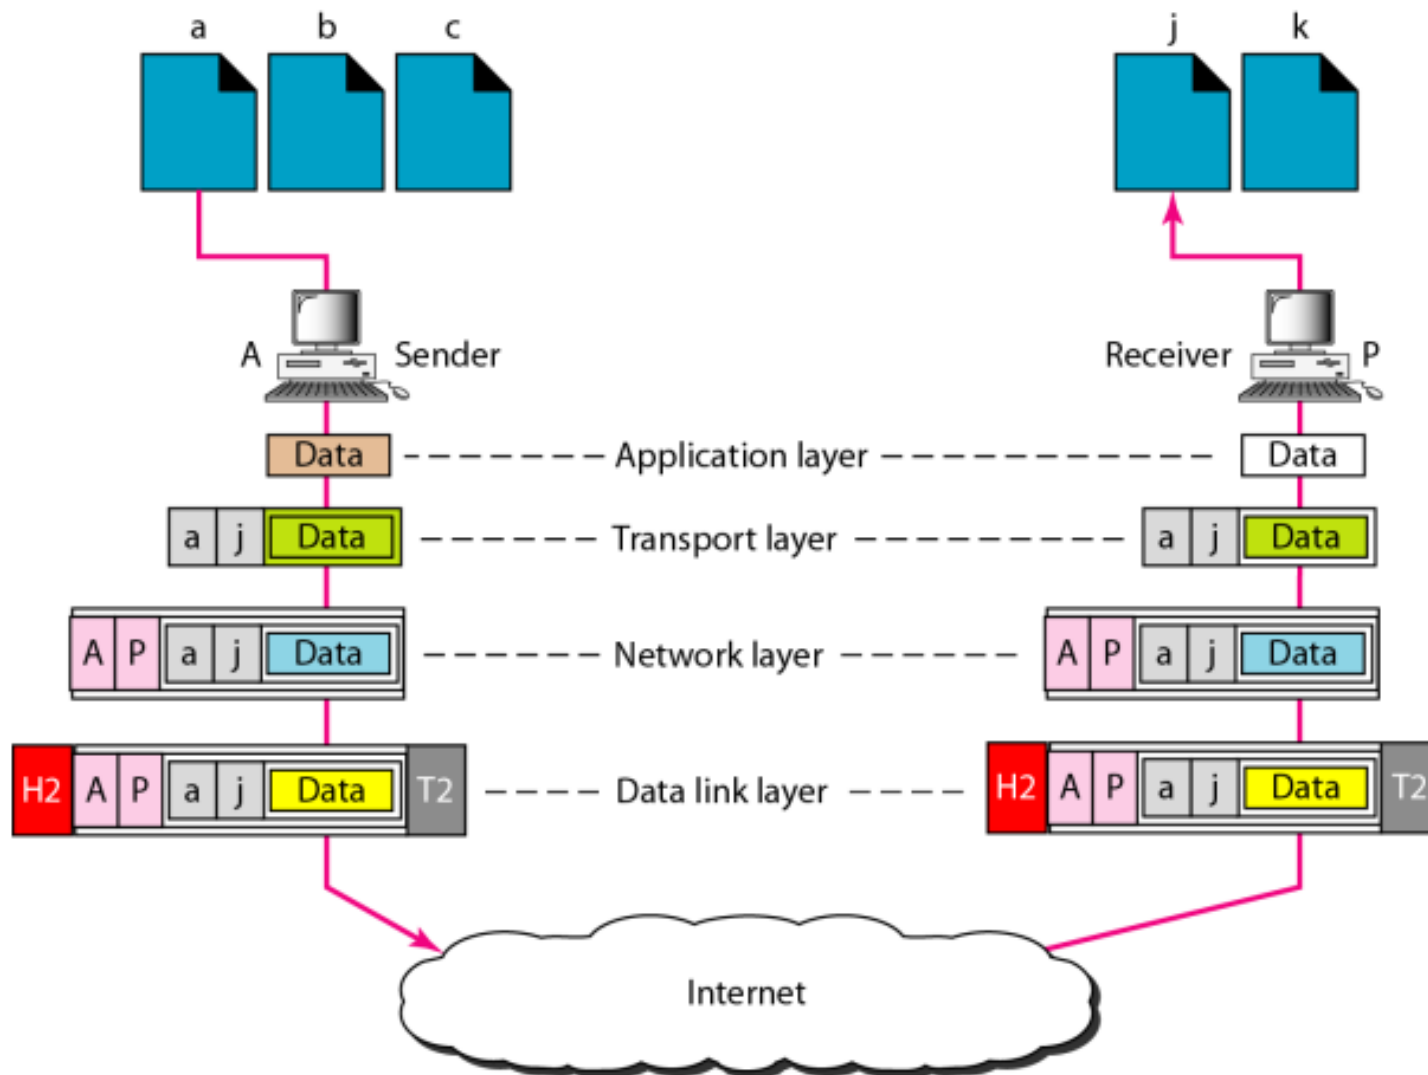 a b c j k
A Sender Receiver P
Data Application layer Data
a j Data Transport layer a j Data
A P a j Data Network layer A P a j Data
H2 A P a j Data T2 Data link layer H2 A P a j Data T2
Internet